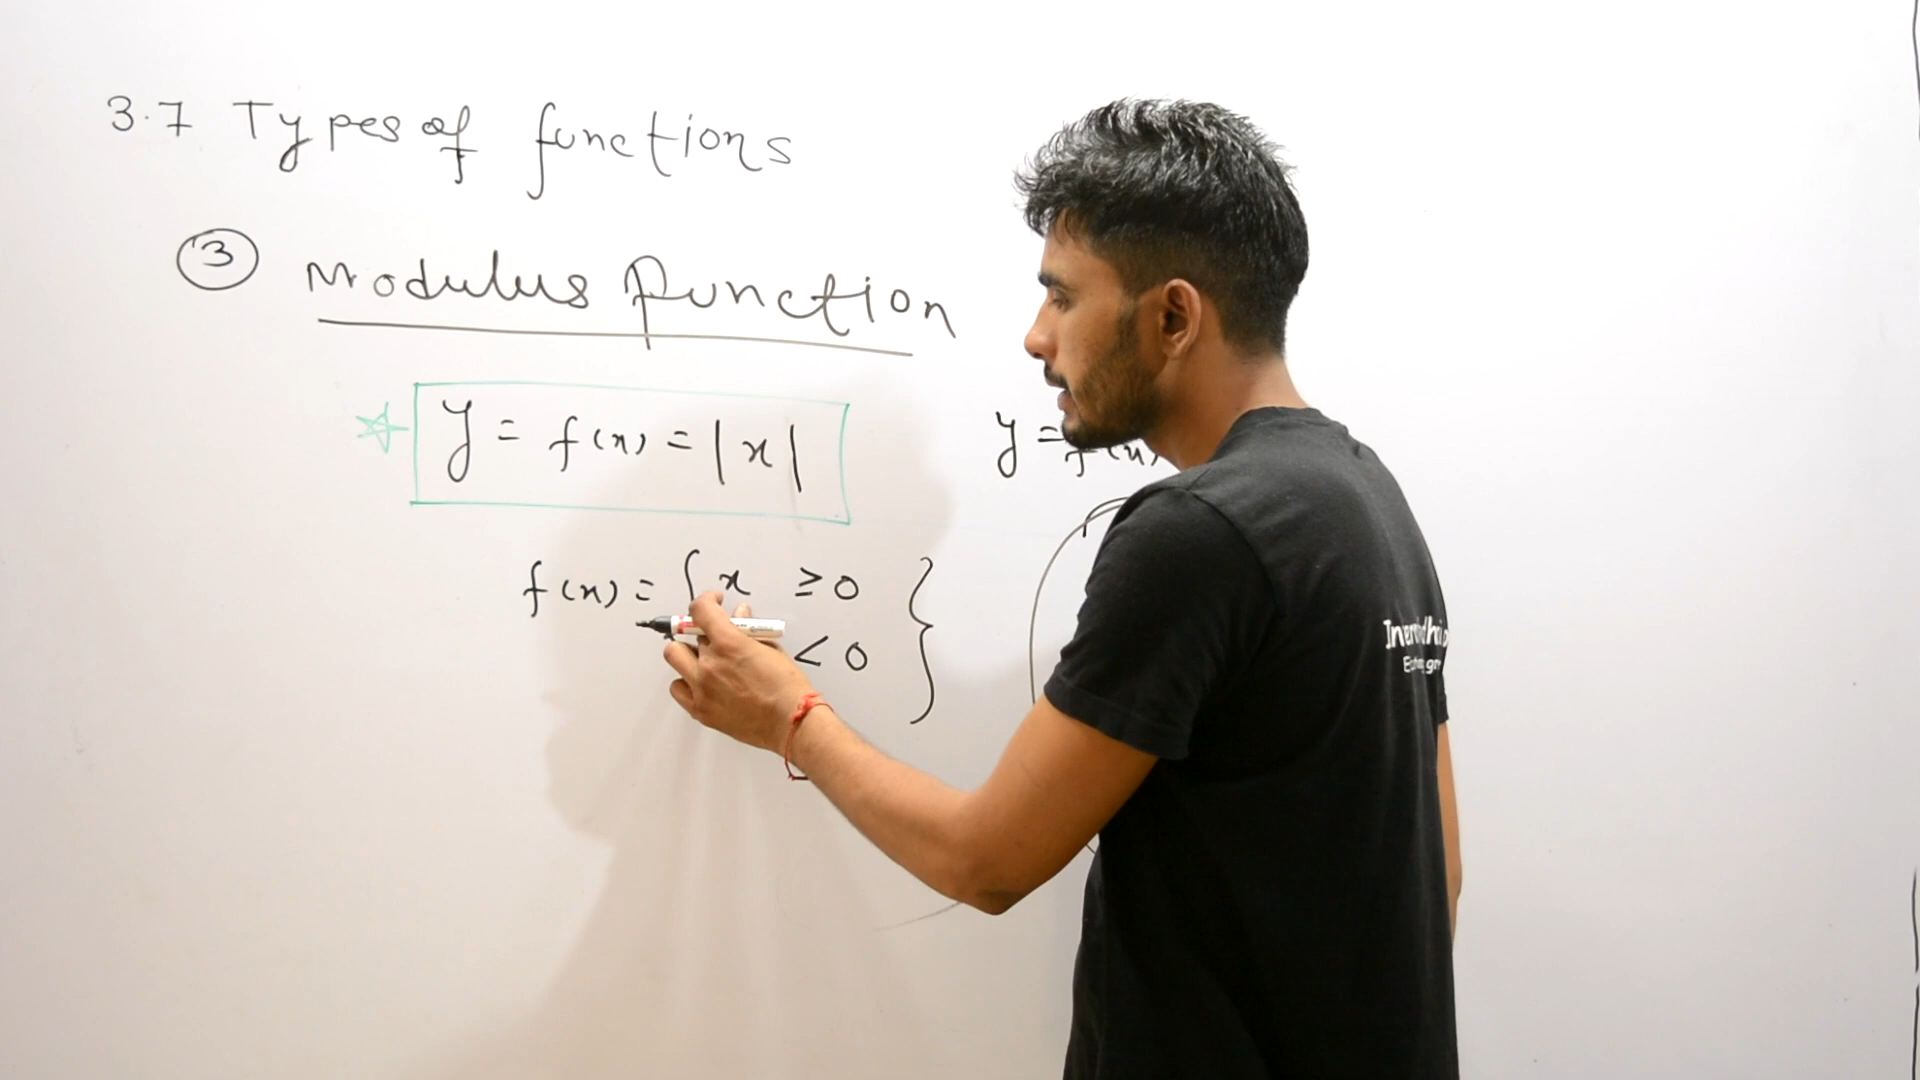 3.7 Types of functions
③ Modulus function
y = f(x) = |x|
y = f(x)
f(x) = { x ≥ 0 }
< 0